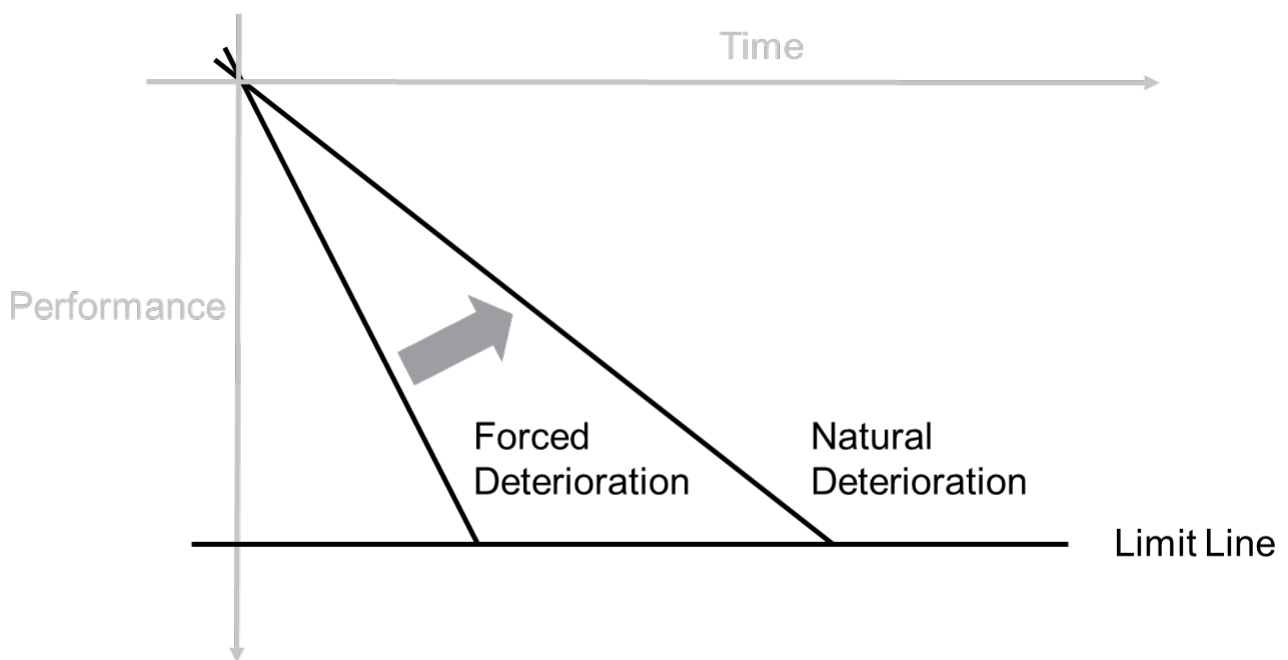 Time
Performance
Forced
Deterioration
Natural
Deterioration
Limit Line